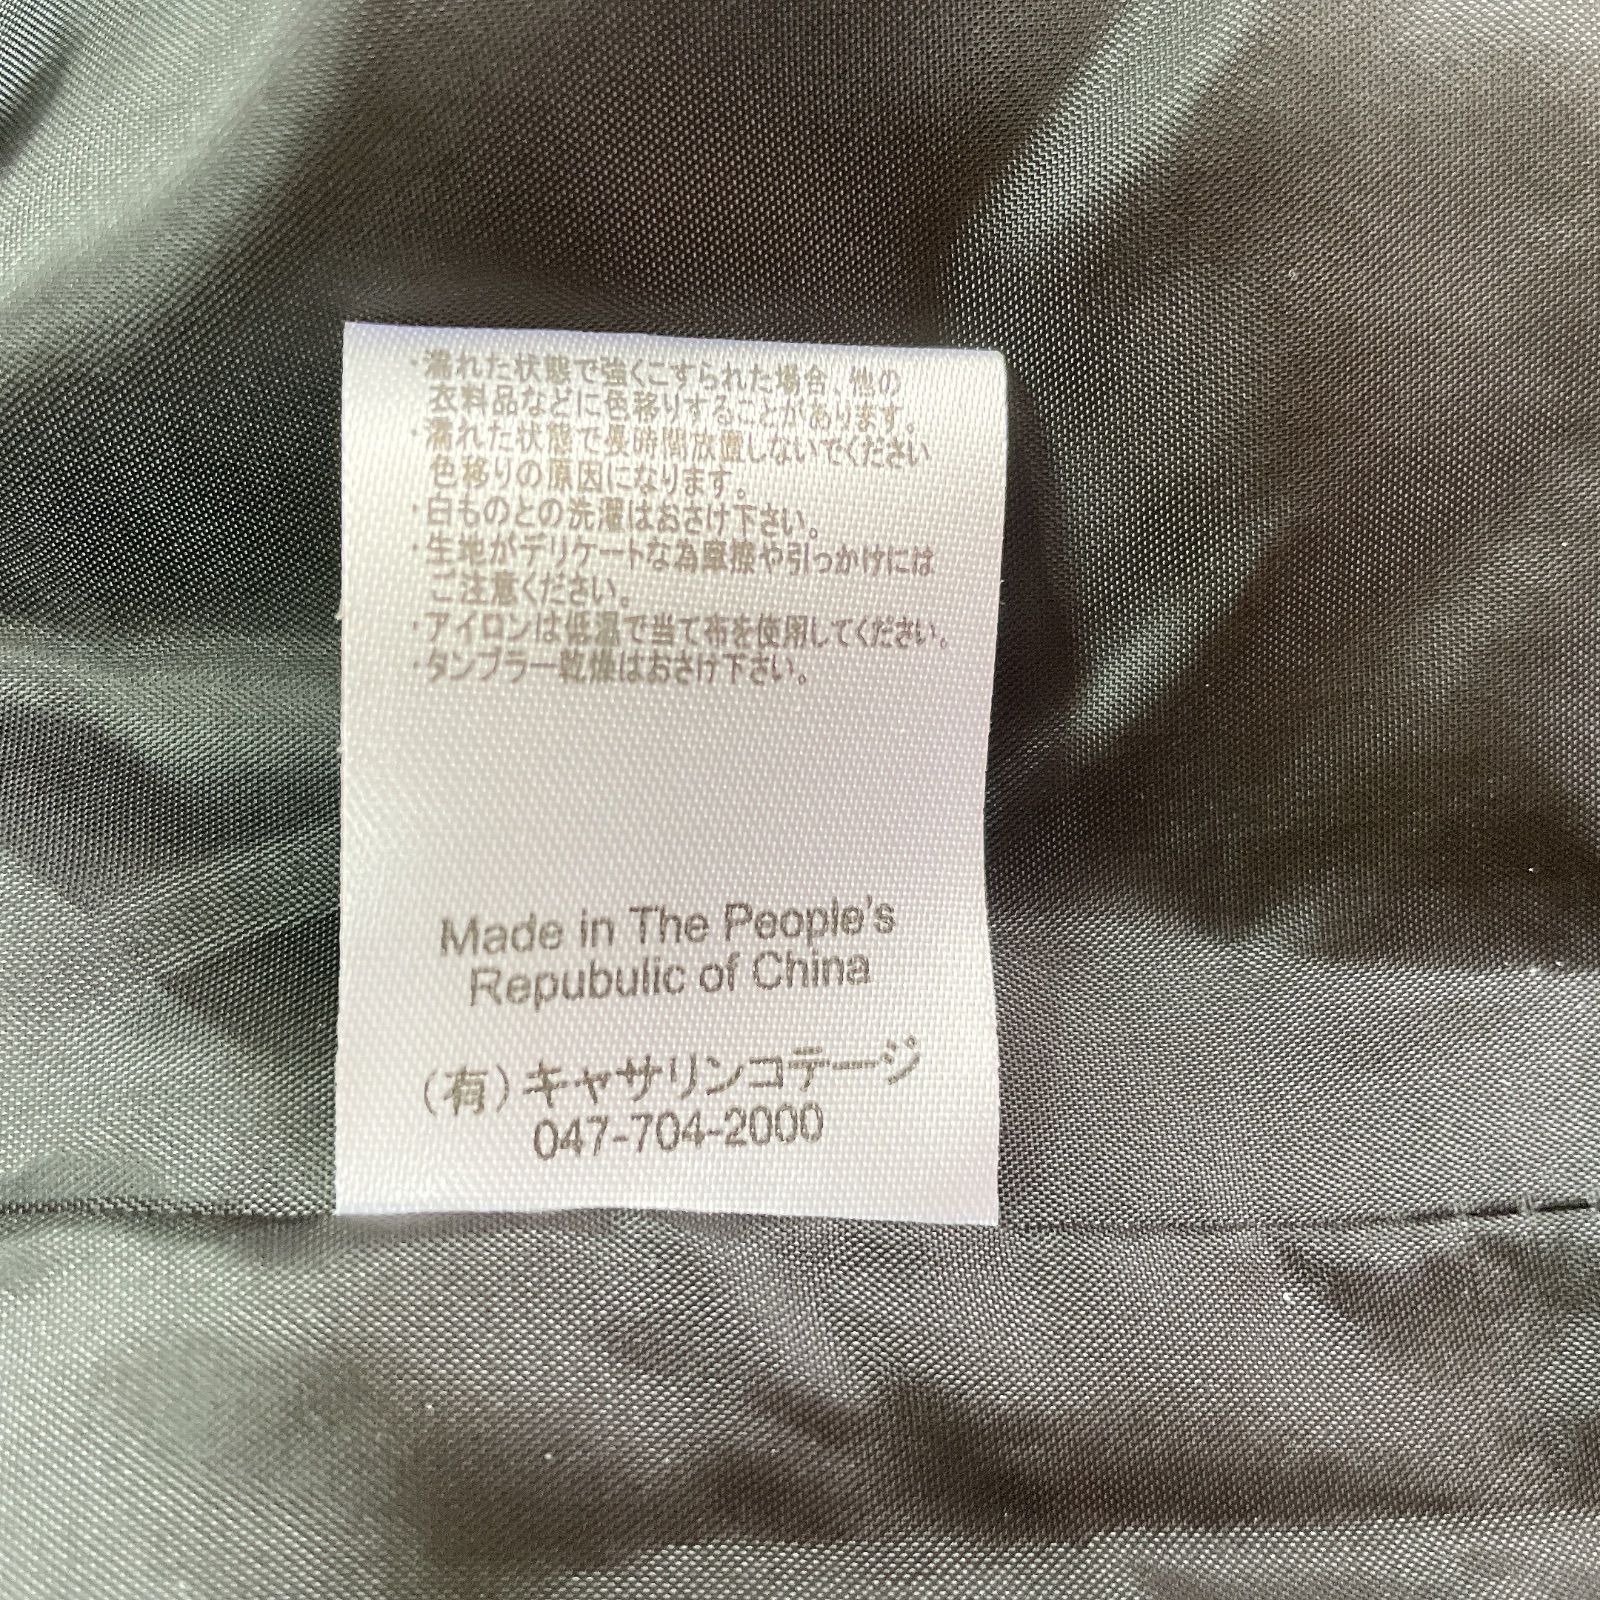 ・濡れた状態で強くこすられた場合、他の
衣料品などに色移りすることがあります。
・濡れた状態で長時間放置しないでください
色移りの原因になります。
・白ものとの洗濯はおさけ下さい。
・生地がデリケートな為摩擦や引っかけには
ご注意ください。
・アイロンは低温で当て布を使用してください。
・タンブラー乾燥はおさけ下さい。
Made in The People's
Repubulic of China
(有)キャサリンコテージ
047-704-2000